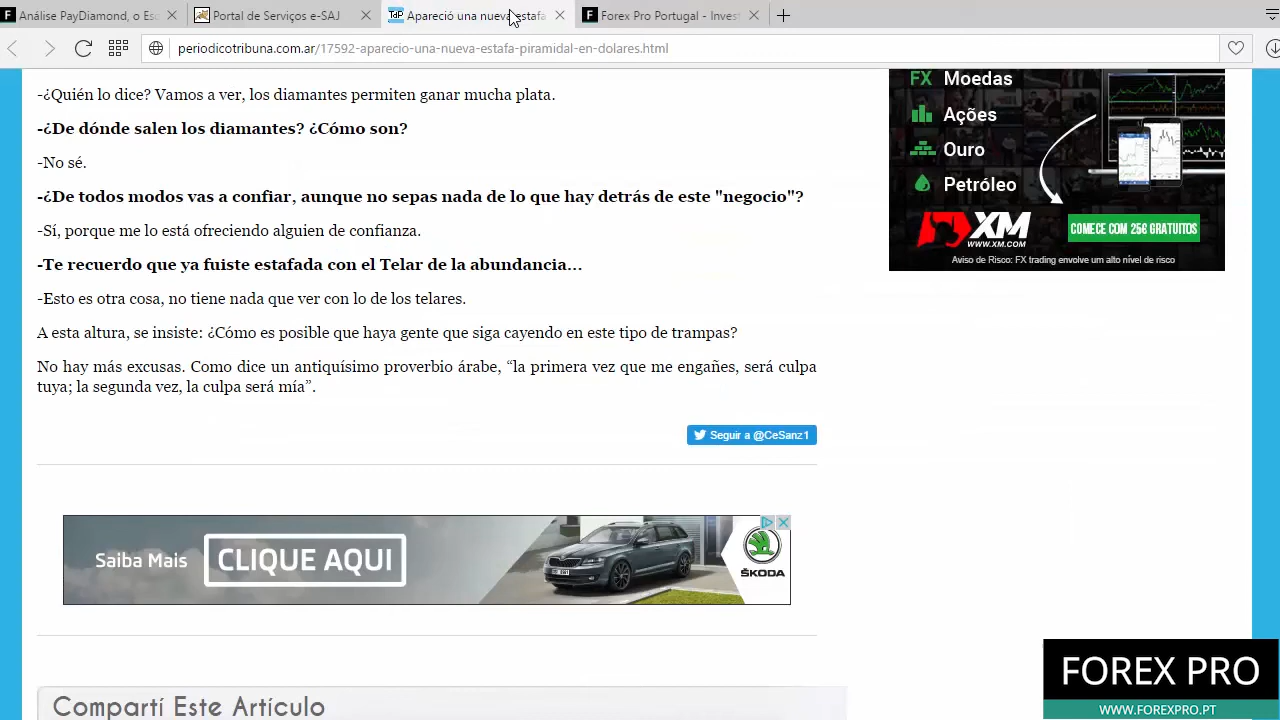 Análise PayDiamond, o Es
Portal de Serviços e-SAJ
Apareció una nueva estafa
Forex Pro Portugal - Invest
periodicotribuna.com.ar/17592-aparecio-una-nueva-estafa-piramidal-en-dolares.html
-¿Quién lo dice? Vamos a ver, los diamantes permiten ganar mucha plata.
-¿De dónde salen los diamantes? ¿Cómo son?
-No sé.
-¿De todos modos vas a confiar, aunque no sepas nada de lo que hay detrás de este "negocio"?
-Sí, porque me lo está ofreciendo alguien de confianza.
-Te recuerdo que ya fuiste estafada con el Telar de la abundancia...
-Esto es otra cosa, no tiene nada que ver con lo de los telares.
A esta altura, se insiste: ¿Cómo es posible que haya gente que siga cayendo en este tipo de trampas?
No hay más excusas. Como dice un antiquísimo proverbio árabe, “la primera vez que me engañes, será culpa
tuya; la segunda vez, la culpa será mía”.
Seguir a @CeSanz1
FX Moedas
Ações
Ouro
Petróleo
XM
WWW.XM.COM
COMECE COM 25€ GRATUITOS
Aviso de Risco: FX trading envolve um alto nível de risco
Saiba Mais
CLIQUE AQUI
ŠKODA
Compartí Este Artículo
FOREX PRO
WWW.FOREXPRO.PT